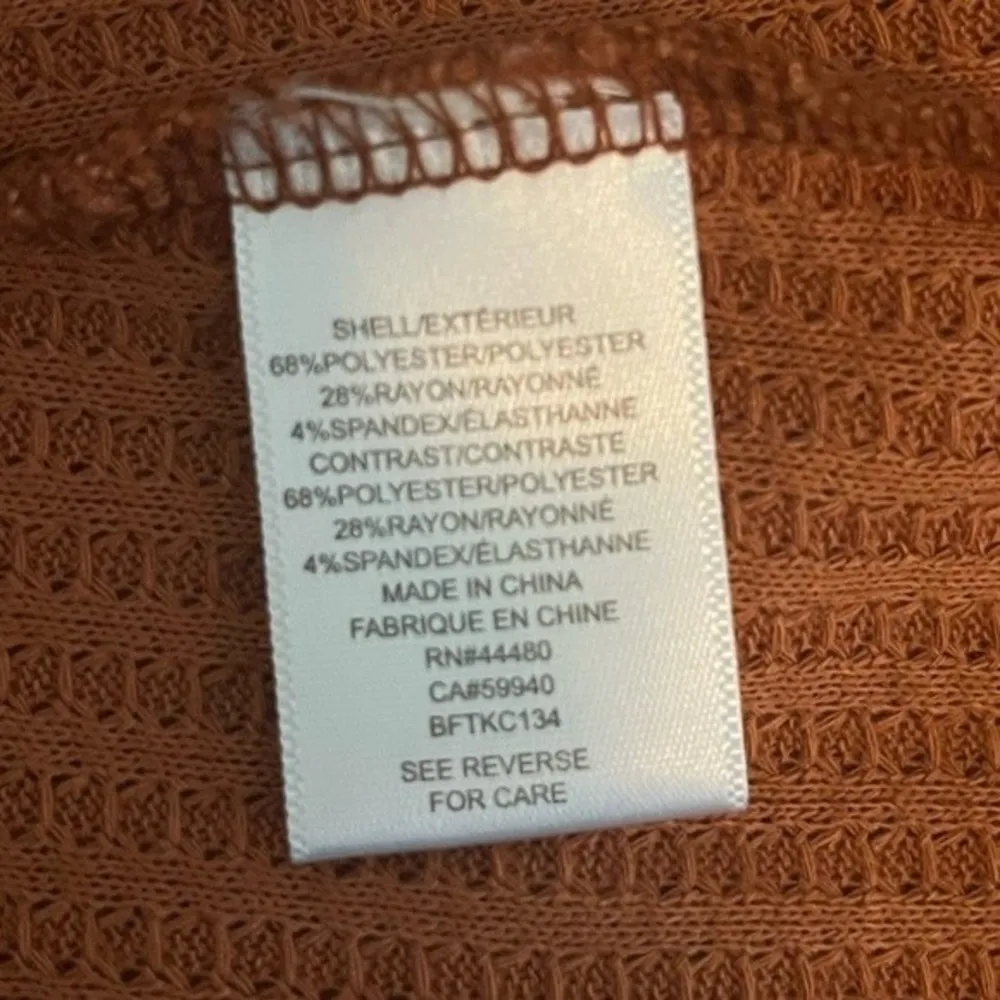 SHELL/EXTÉRIEUR
68%POLYESTER/POLYESTER
28%RAYON/RAYONNÉ
4%SPANDEX/ÉLASTHANNE
CONTRAST/CONTRASTE
68%POLYESTER/POLYESTER
28%RAYON/RAYONNÉ
4%SPANDEX/ÉLASTHANNE
MADE IN CHINA
FABRIQUE EN CHINE
RN#44480
CA#59940
BFTKC134
SEE REVERSE
FOR CARE